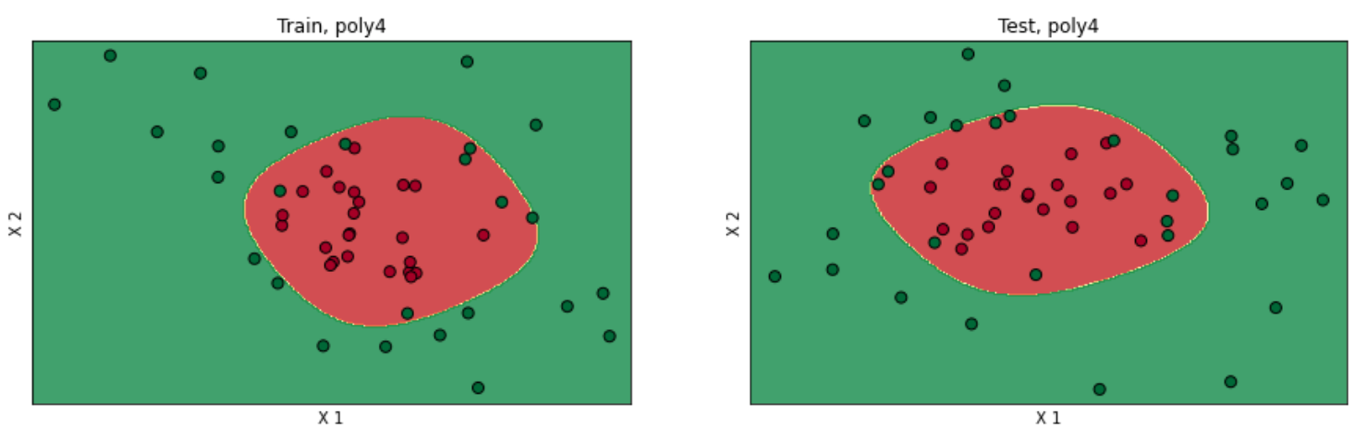 Train, poly4
X 2
X 1
Test, poly4
X 2
X 1